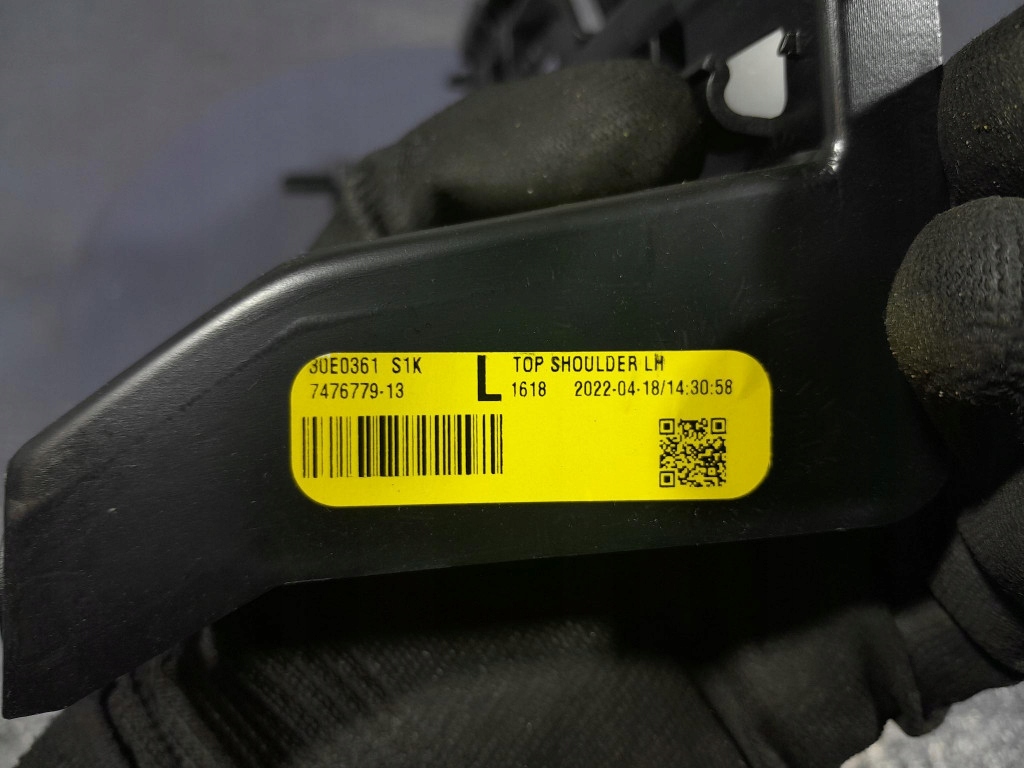 30E0361 S1K L TOP SHOULDER LH
7476779-13 1618 2022-04-18/14:30:58